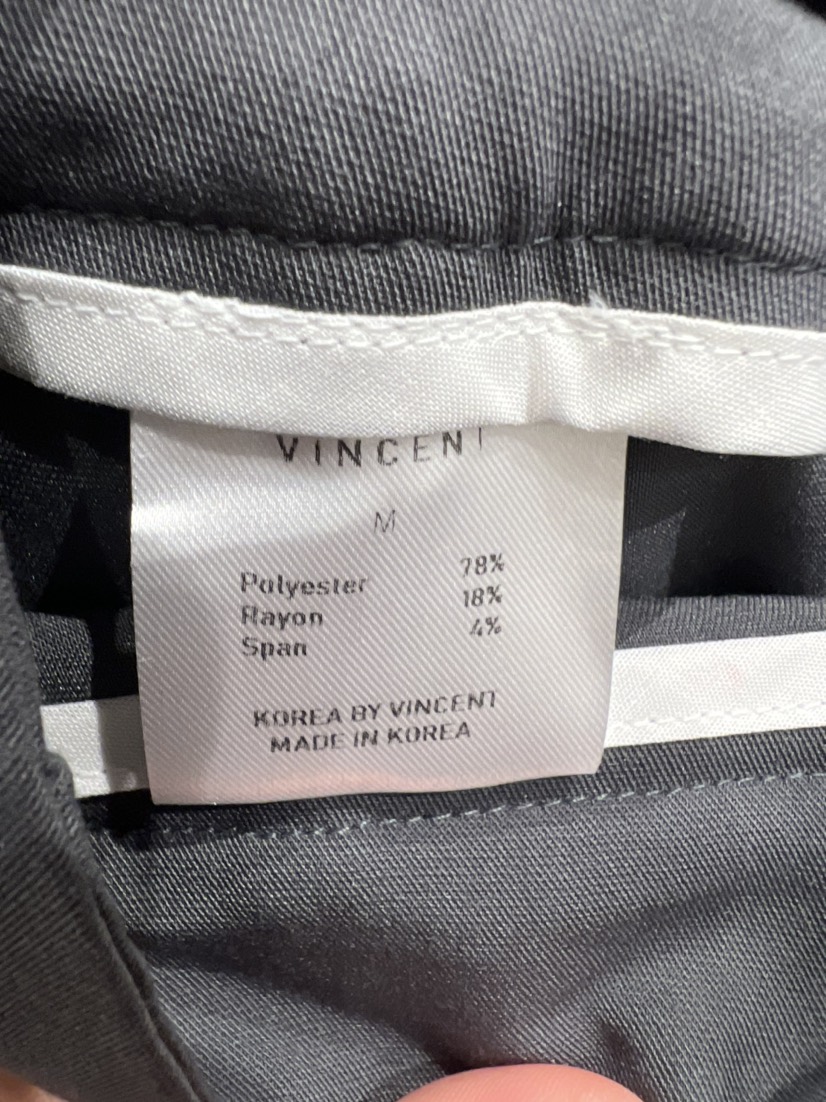 VINCENT
M
Polyester 78%
Rayon 18%
Span 4%
KOREA BY VINCENT
MADE IN KOREA